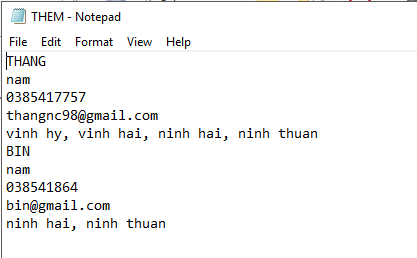 THEM - Notepad
File Edit Format View Help
THANG
nam
0385417757
thangnc98@gmail.com
vinh hy, vinh hai, ninh hai, ninh thuan
BIN
nam
038541864
bin@gmail.com
ninh hai, ninh thuan